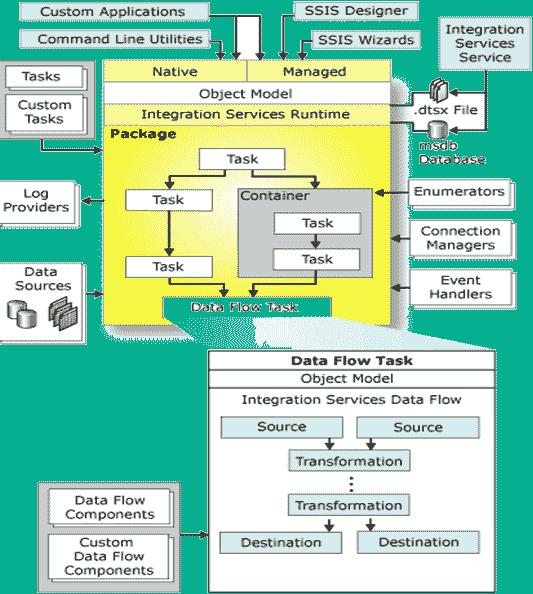 Custom Applications
SSIS Designer
Command Line Utilities
SSIS Wizards
Integration
Services
Service
Tasks
Custom
Tasks
Native
Managed
Object Model
Integration Services Runtime
.dtsx File
msdb
Database
Package
Task
Log
Providers
Task
Container
Task
Enumerators
Connection
Managers
Data
Sources
Task
Task
Event
Handlers
Data Flow Task
Data Flow Task
Object Model
Integration Services Data Flow
Source
Source
Transformation
Transformation
Data Flow
Components
Custom
Data Flow
Components
Destination
Destination